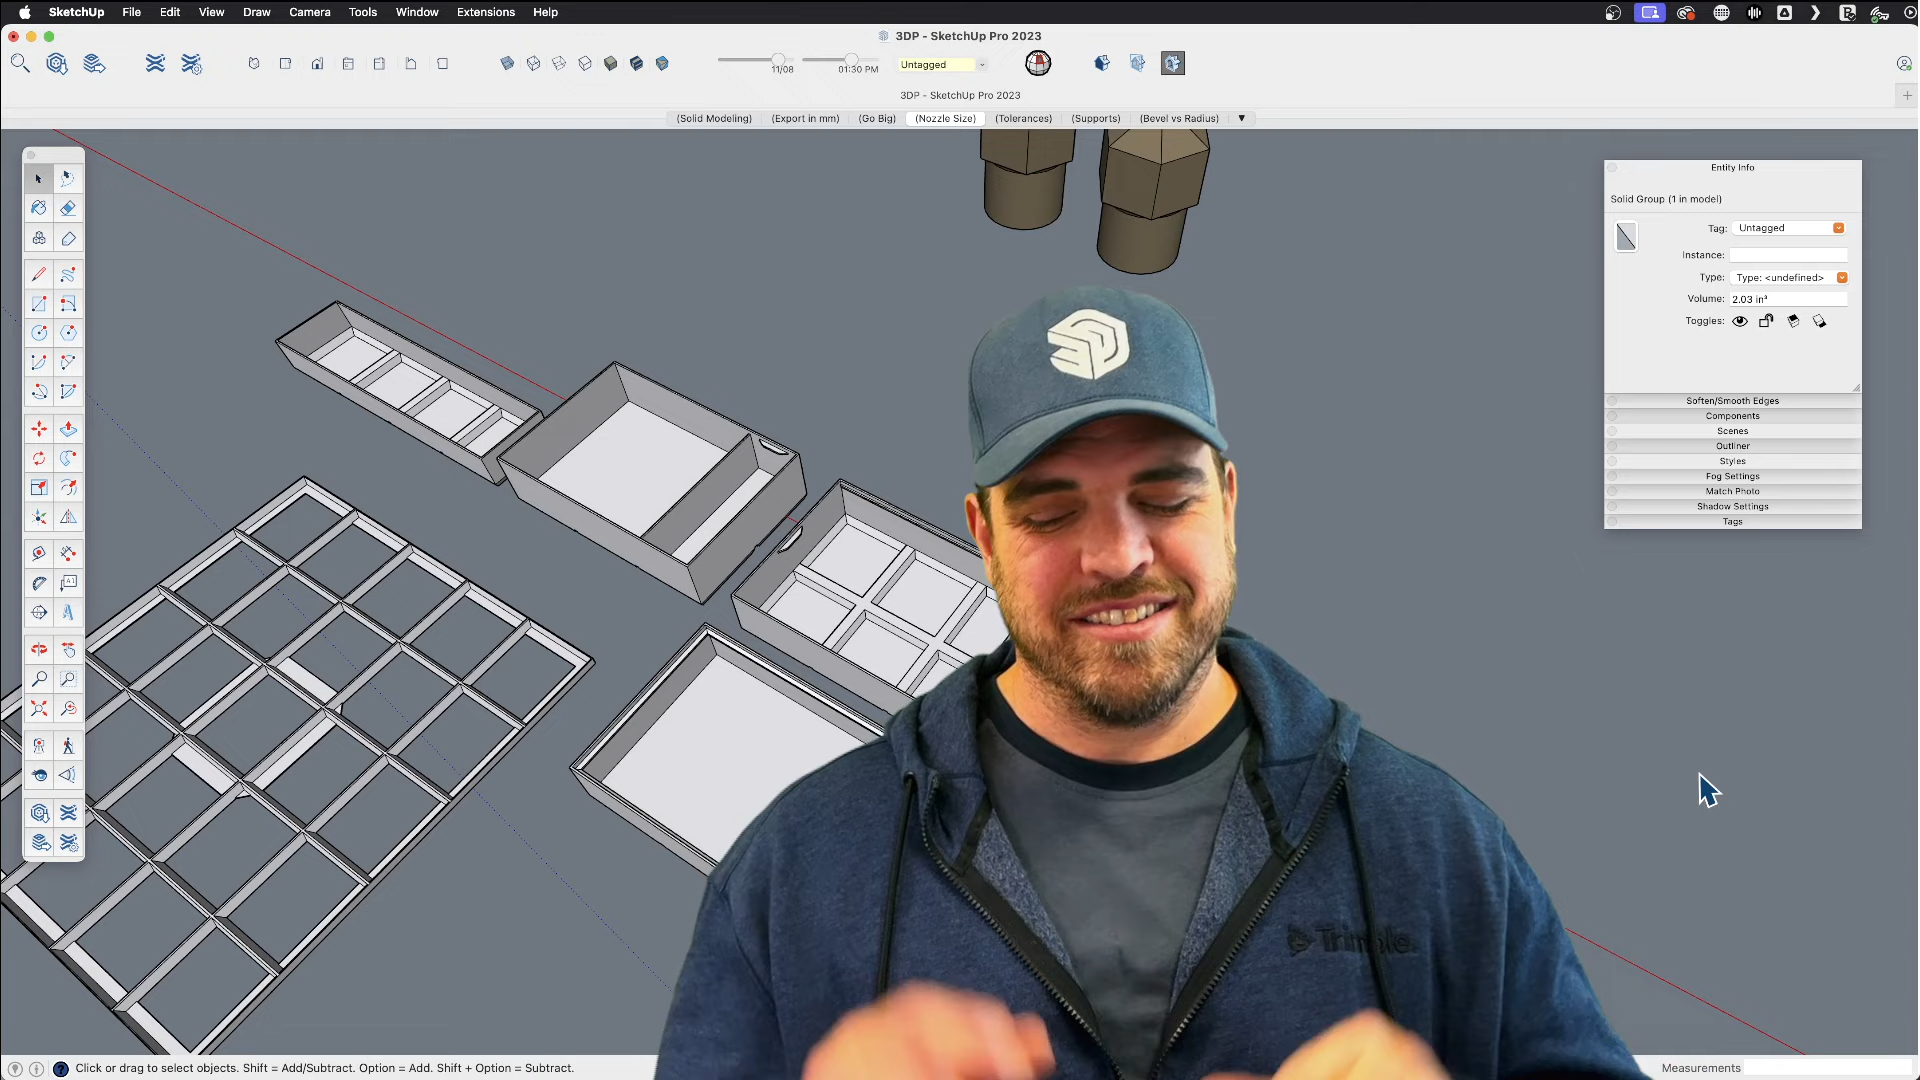 SketchUp File Edit View Draw Camera Tools Window Extensions Help
3DP - SketchUp Pro 2023
11/08 01:30 PM Untagged
3DP - SketchUp Pro 2023
(Solid Modeling) (Export in mm) (Go Big) (Nozzle Size) (Tolerances) (Supports) (Bevel vs Radius)
Entity Info
Solid Group (1 in model)
Tag: Untagged
Instance:
Type: Type: <undefined>
Volume: 2.03 in³
Toggles:
Soften/Smooth Edges
Components
Scenes
Outliner
Styles
Fog Settings
Match Photo
Shadow Settings
Tags
Trimble
Click or drag to select objects. Shift = Add/Subtract. Option = Add. Shift + Option = Subtract.
Measurements